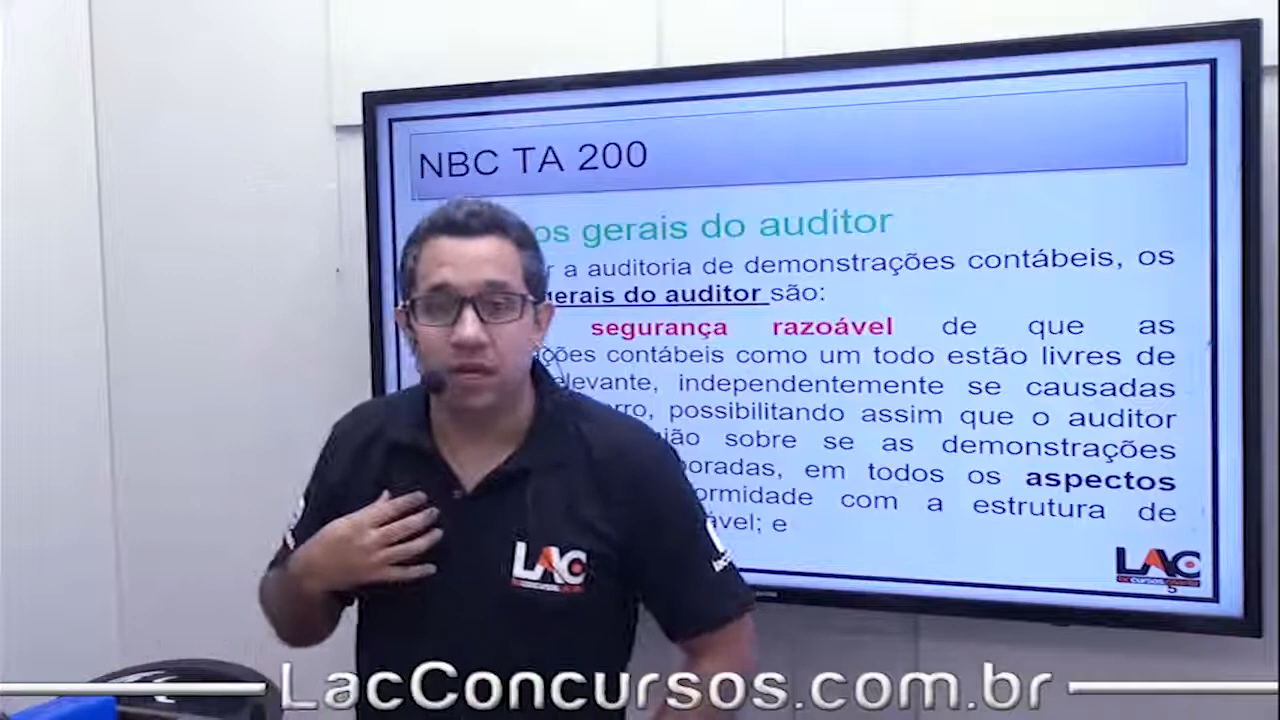 NBC TA 200
os gerais do auditor
r a auditoria de demonstrações contábeis, os
gerais do auditor são:
segurança razoável de que as
ções contábeis como um todo estão livres de
elevante, independentemente se causadas
rro, possibilitando assim que o auditor
ião sobre se as demonstrações
boradas, em todos os aspectos
ormidade com a estrutura de
ável; e
LAC
LAC
5
LacConcursos.com.br